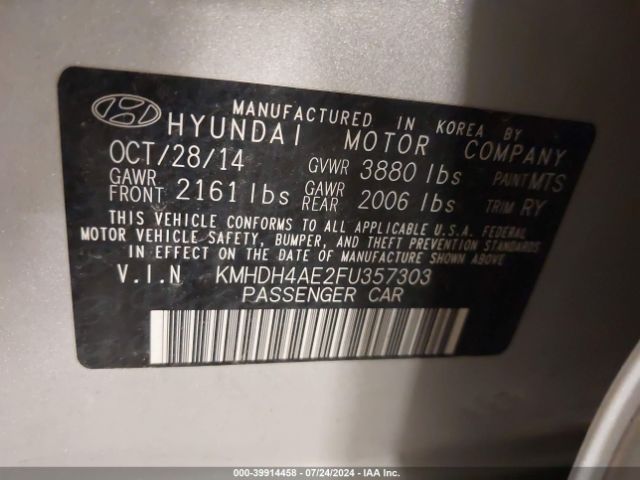 MANUFACTURED IN KOREA BY
HYUNDAI MOTOR COMPANY
OCT/28/14 GVWR 3880 lbs PAINT MTS
GAWR FRONT 2161 lbs GAWR REAR 2006 lbs TRIM RY
THIS VEHICLE CONFORMS TO ALL APPLICABLE U.S.A. FEDERAL
MOTOR VEHICLE SAFETY, BUMPER, AND THEFT PREVENTION STANDARDS
IN EFFECT ON THE DATE OF MANUFACTURE SHOWN ABOVE.
V.I.N KMHDH4AE2FU357303
PASSENGER CAR
000-39914458 - 07/24/2024 - IAA Inc.